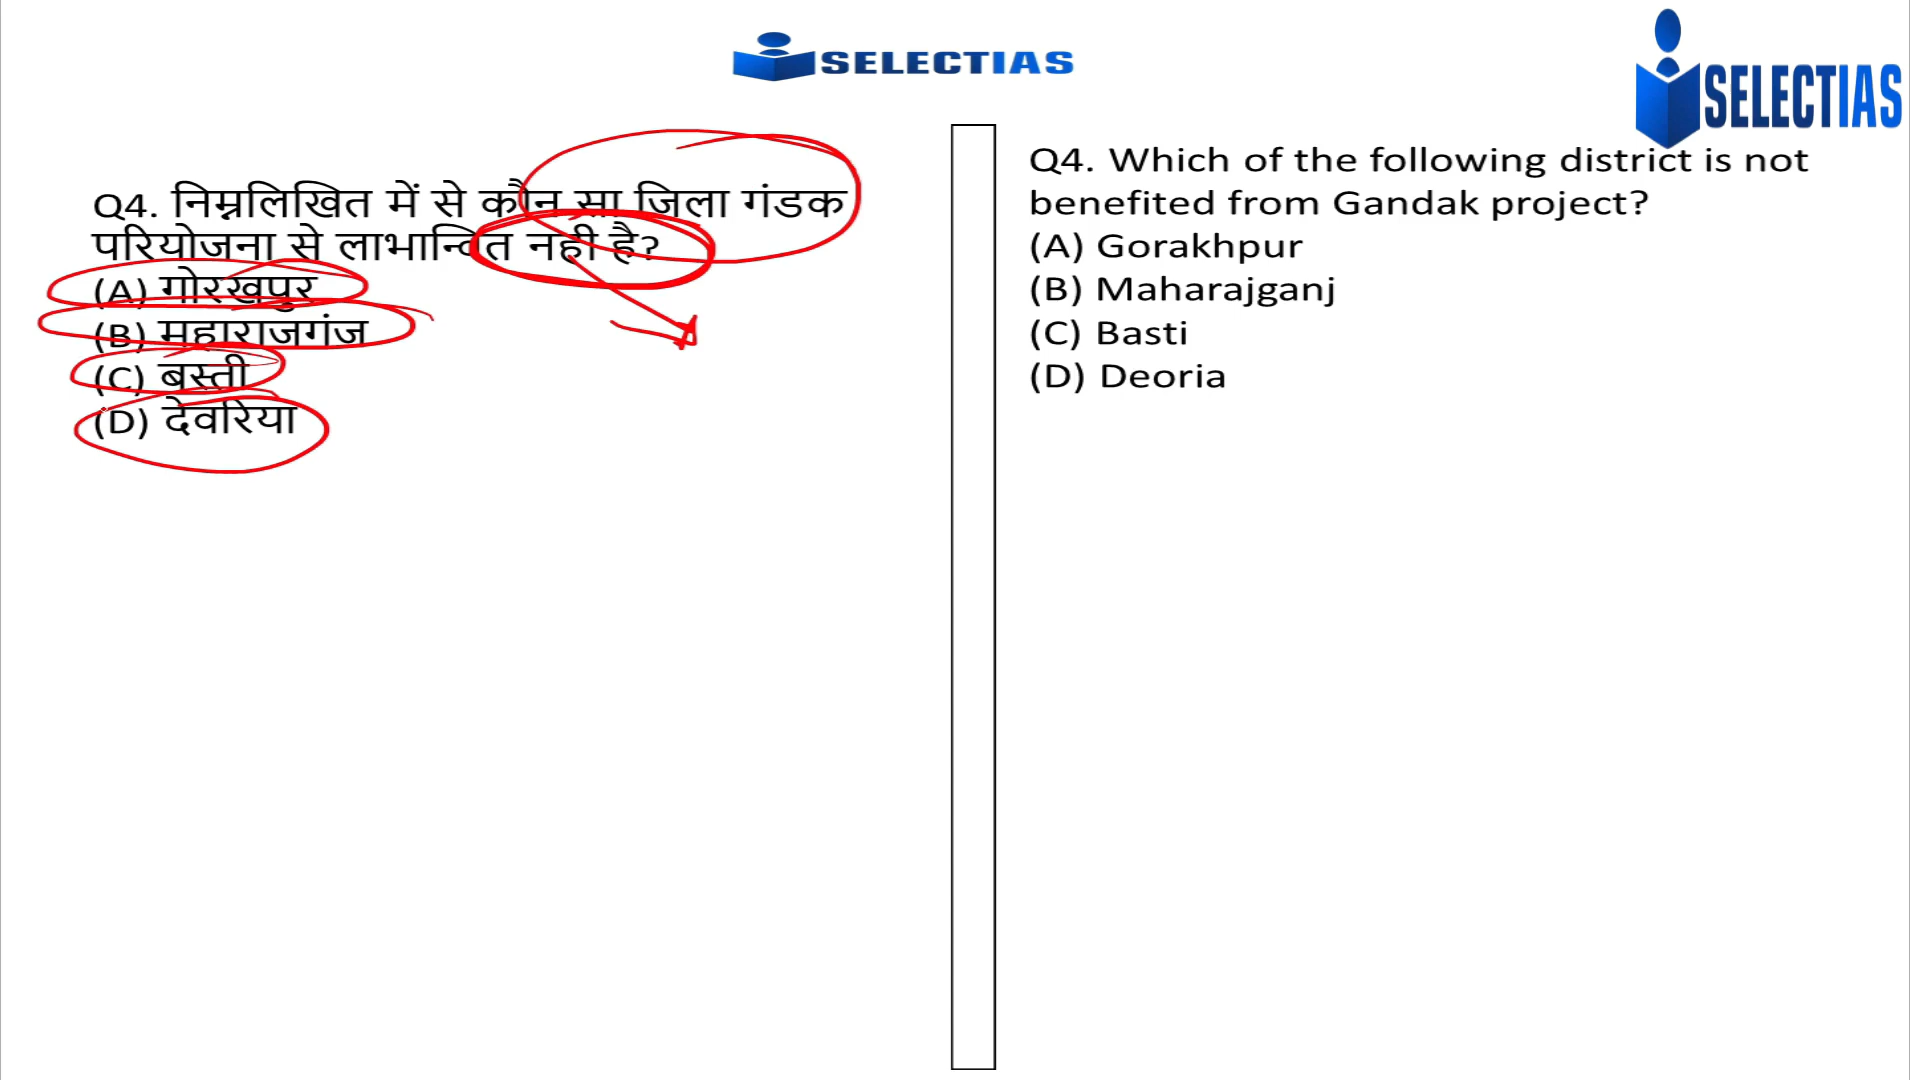 SELECTIAS
SELECTIAS
Q4. निम्नलिखित में से कौन सा जिला गंडक
परियोजना से लाभान्वित नही है?
(A) गोरखपुर
(B) महाराजगंज
(C) बस्ती
(D) देवरिया
Q4. Which of the following district is not
benefited from Gandak project?
(A) Gorakhpur
(B) Maharajganj
(C) Basti
(D) Deoria